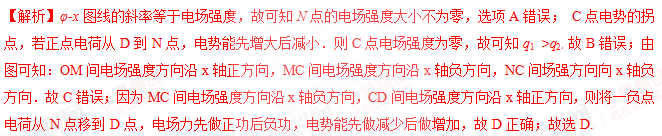 【解析】φ-x 图线的斜率等于电场强度，故可知 N 点的电场强度大小不为零，选项 A 错误； C 点电势的拐
点，若正点电荷从 D 到 N 点，电势能先增大后减小．则 C 点电场强度为零，故可知 q₁ >q₂. 故 B 错误；由
图可知：OM 间电场强度方向沿 x 轴正方向，MC 间电场强度方向沿 x 轴负方向，NC 间场强方向向 x 轴负
方向．故 C 错误；因为 MC 间电场强度方向沿 x 轴负方向，CD 间电场强度方向沿 x 轴正方向，则将一负点
电荷从 N 点移到 D 点，电场力先做正功后负功，电势能先做减少后做增加，故 D 正确；故选 D.